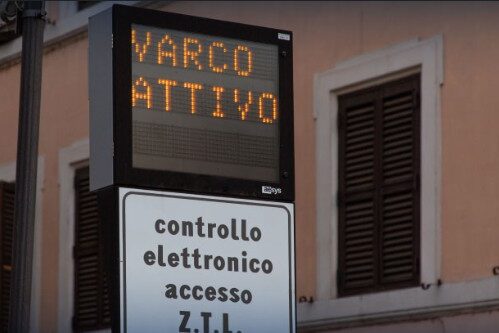 VARCO
ATTIVO
controllo
elettronico
accesso
Z.T.L.